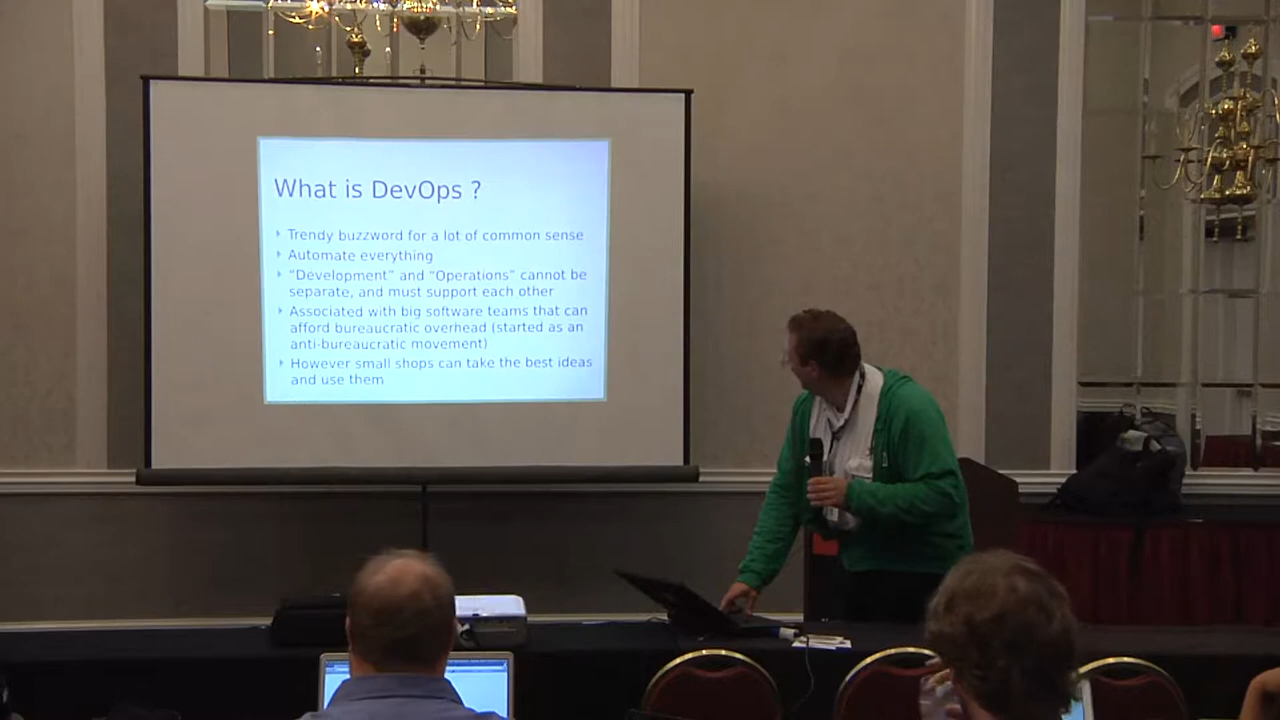 What is DevOps ?
Trendy buzzword for a lot of common sense
Automate everything
“Development” and “Operations” cannot be
separate, and must support each other
Associated with big software teams that can
afford bureaucratic overhead (started as an
anti-bureaucratic movement)
However small shops can take the best ideas
and use them